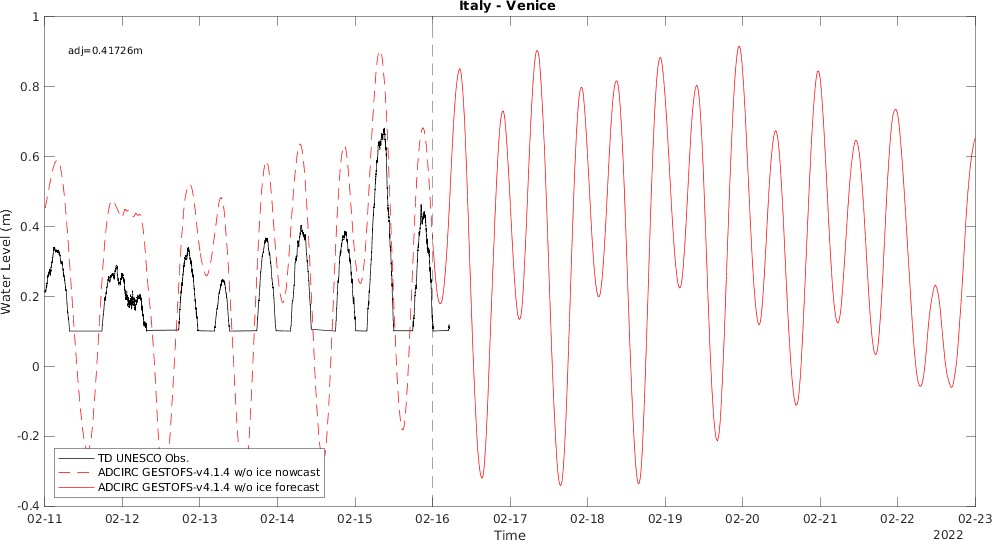 Italy - Venice
adj=0.41726m
Water Level (m)
1
0.8
0.6
0.4
0.2
0
-0.2
-0.4
TD UNESCO Obs.
ADCIRC GESTOFS-v4.1.4 w/o ice nowcast
ADCIRC GESTOFS-v4.1.4 w/o ice forecast
02-11 02-12 02-13 02-14 02-15 02-16 02-17 02-18 02-19 02-20 02-21 02-22 02-23
Time
2022